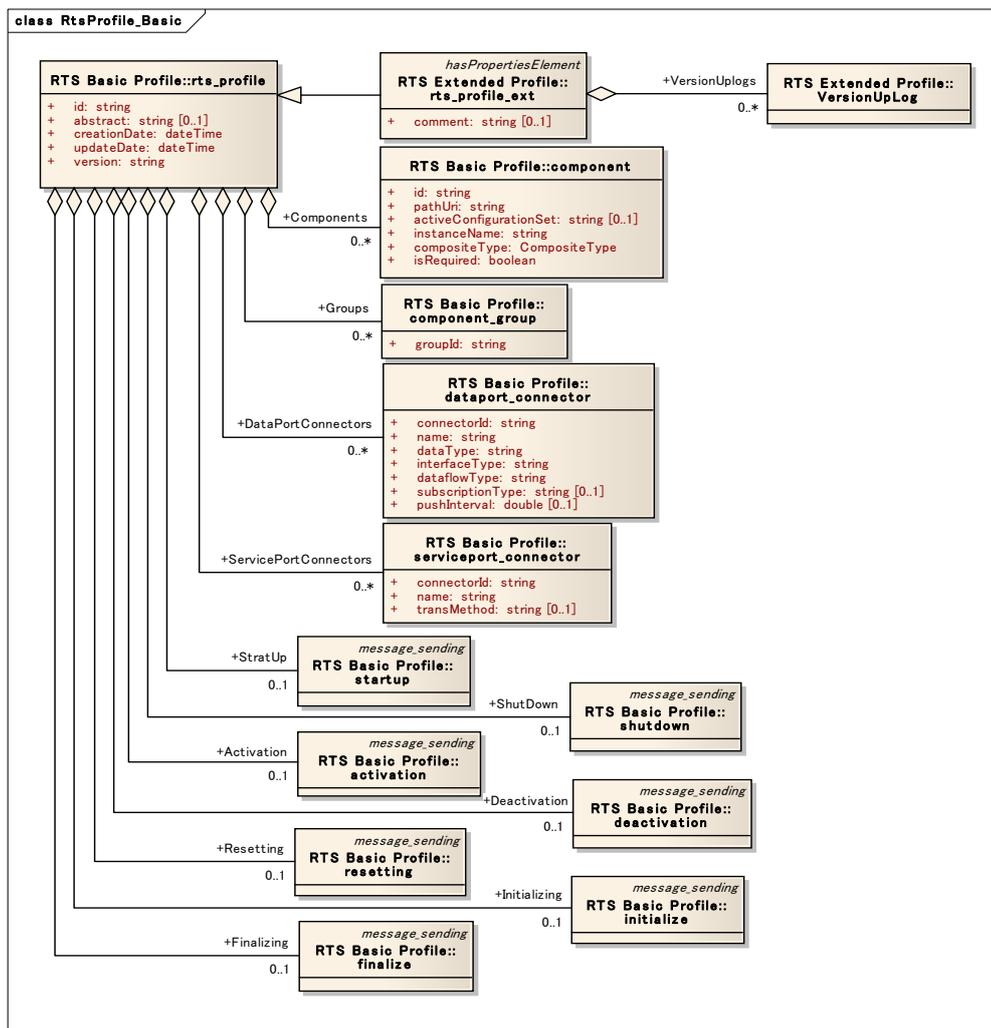 class RtsProfile_Basic
RTS Basic Profile::rts_profile
+ id: string
+ abstract: string [0..1]
+ creationDate: dateTime
+ updateDate: dateTime
+ version: string
hasPropertiesElement
RTS Extended Profile::
rts_profile_ext
+ comment: string [0..1]
+VersionUplogs
0..*
RTS Extended Profile::
VersionUpLog
+Components
0..*
RTS Basic Profile::component
+ id: string
+ pathUri: string
+ activeConfigurationSet: string [0..1]
+ instanceName: string
+ compositeType: CompositeType
+ isRequired: boolean
+Groups
0..*
RTS Basic Profile::
component_group
+ groupId: string
+DataPortConnectors
0..*
RTS Basic Profile::
dataport_connector
+ connectorId: string
+ name: string
+ dataType: string
+ interfaceType: string
+ dataflowType: string
+ subscriptionType: string [0..1]
+ pushInterval: double [0..1]
+ServicePortConnectors
0..*
RTS Basic Profile::
serviceport_connector
+ connectorId: string
+ name: string
+ transMethod: string [0..1]
+StratUp
0..1
message_sending
RTS Basic Profile::
startup
+ShutDown
0..1
message_sending
RTS Basic Profile::
shutdown
+Activation
0..1
message_sending
RTS Basic Profile::
activation
+Deactivation
0..1
message_sending
RTS Basic Profile::
deactivation
+Resetting
0..1
message_sending
RTS Basic Profile::
resetting
+Initializing
0..1
message_sending
RTS Basic Profile::
initialize
+Finalizing
0..1
message_sending
RTS Basic Profile::
finalize